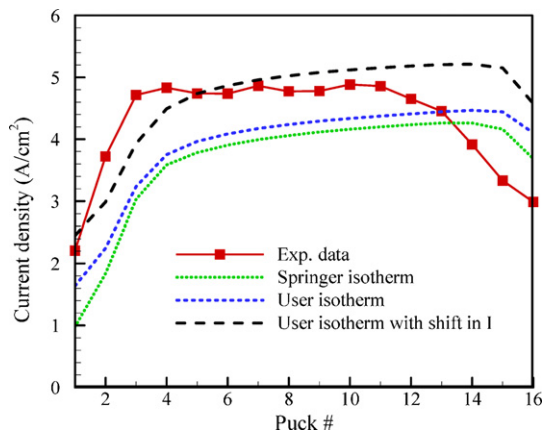 Current density (A/cm²)
6
5
4
3
2
1
0
Exp. data
Springer isotherm
User isotherm
User isotherm with shift in I
2
4
6
8
10
12
14
16
Puck #